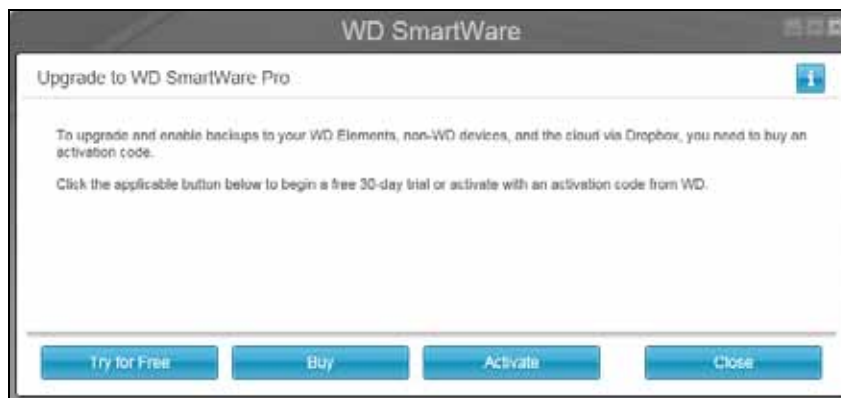 WD SmartWare
Upgrade to WD SmartWare Pro
i
To upgrade and enable backups to your WD Elements, non-WD devices, and the cloud via Dropbox, you need to buy an
activation code.
Click the applicable button below to begin a free 30-day trial or activate with an activation code from WD.
Try for Free Buy Activate Close